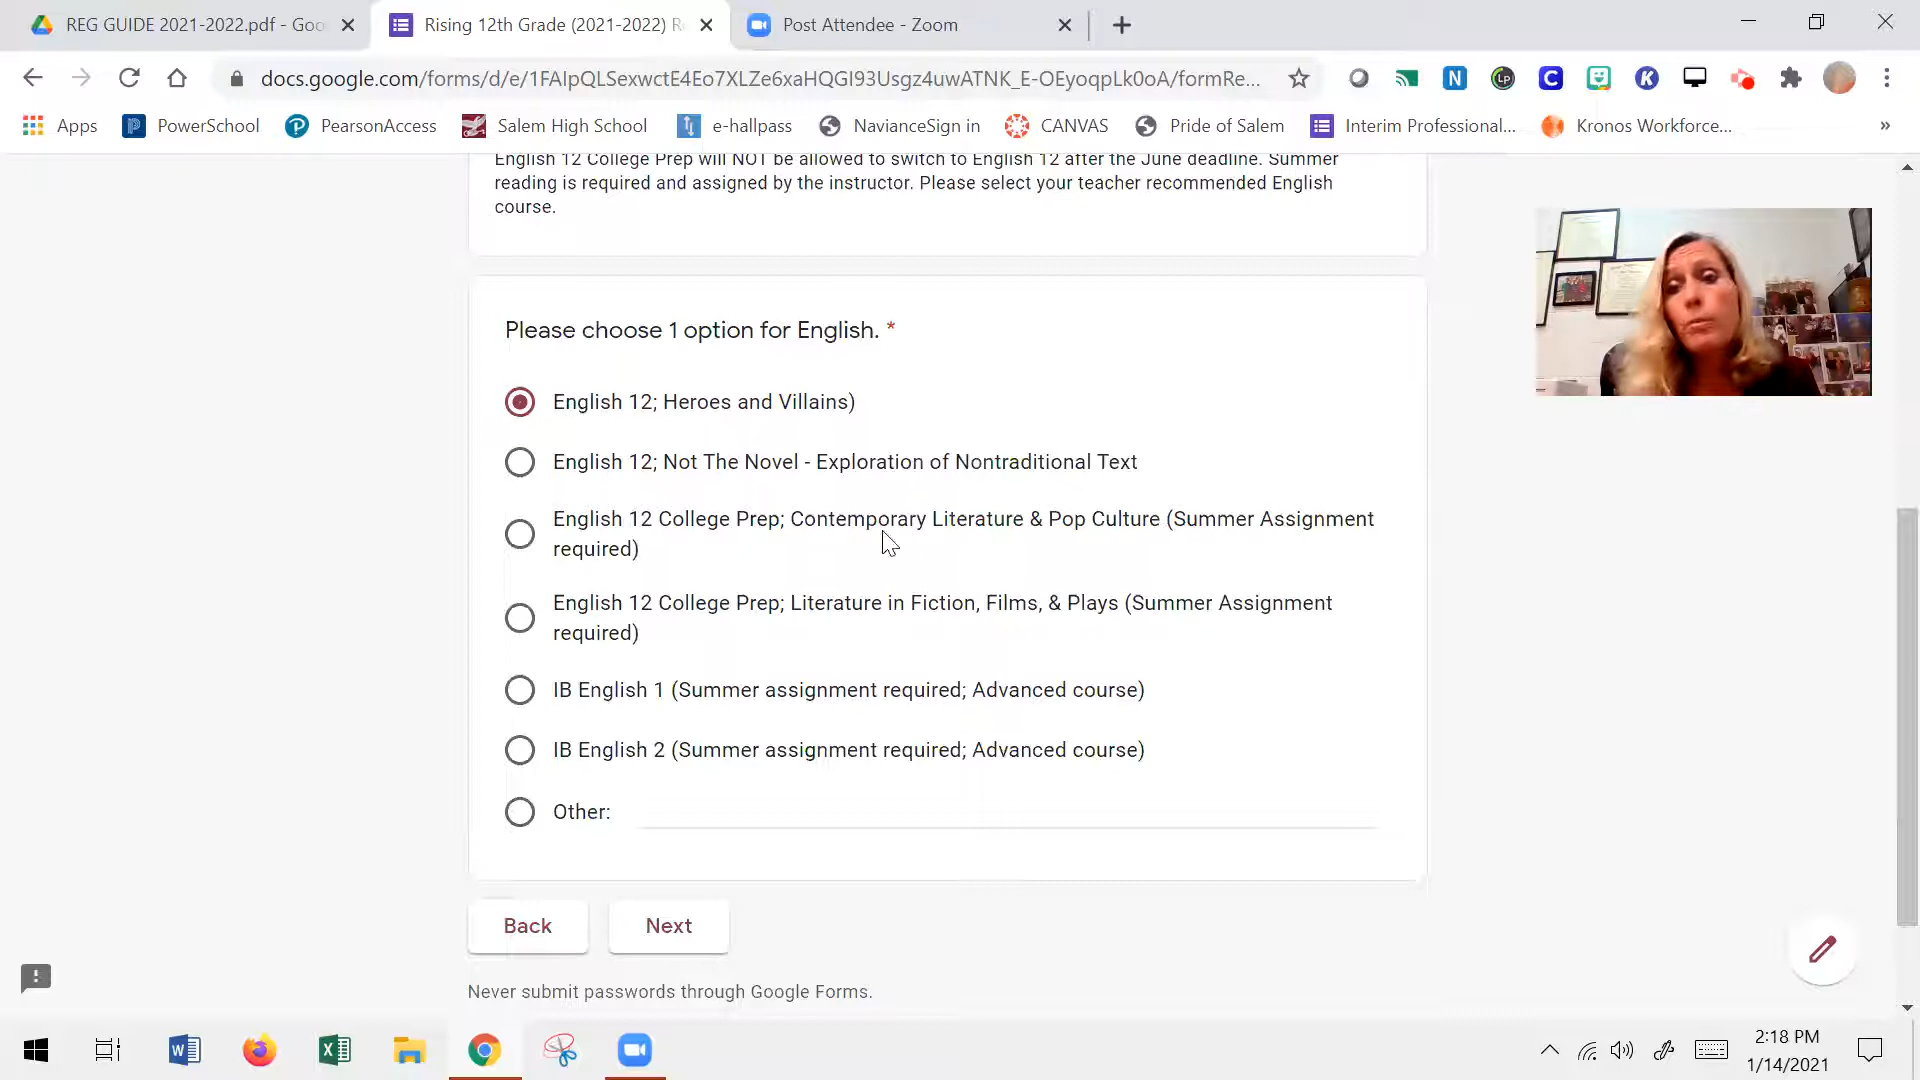 REG GUIDE 2021-2022.pdf - Goo
Rising 12th Grade (2021-2022) R
Post Attendee - Zoom
docs.google.com/forms/d/e/1FAIpQLSexwctE4Eo7XLZe6xaHQGI93Usgz4uwATNK_E-OEyoqpLk0oA/formRe...
Apps
PowerSchool
PearsonAccess
Salem High School
e-hallpass
NavianceSign in
CANVAS
Pride of Salem
Interim Professional...
Kronos Workforce...
English 12 College Prep will NOT be allowed to switch to English 12 after the June deadline. Summer
reading is required and assigned by the instructor. Please select your teacher recommended English
course.
Please choose 1 option for English. *
English 12; Heroes and Villains)
English 12; Not The Novel - Exploration of Nontraditional Text
English 12 College Prep; Contemporary Literature & Pop Culture (Summer Assignment
required)
English 12 College Prep; Literature in Fiction, Films, & Plays (Summer Assignment
required)
IB English 1 (Summer assignment required; Advanced course)
IB English 2 (Summer assignment required; Advanced course)
Other:
Back
Next
Never submit passwords through Google Forms.
2:18 PM
1/14/2021